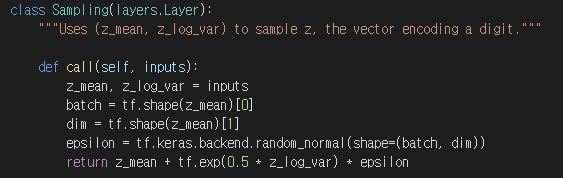 class Sampling(layers.Layer):
    """Uses (z_mean, z_log_var) to sample z, the vector encoding a digit."""

    def call(self, inputs):
        z_mean, z_log_var = inputs
        batch = tf.shape(z_mean)[0]
        dim = tf.shape(z_mean)[1]
        epsilon = tf.keras.backend.random_normal(shape=(batch, dim))
        return z_mean + tf.exp(0.5 * z_log_var) * epsilon